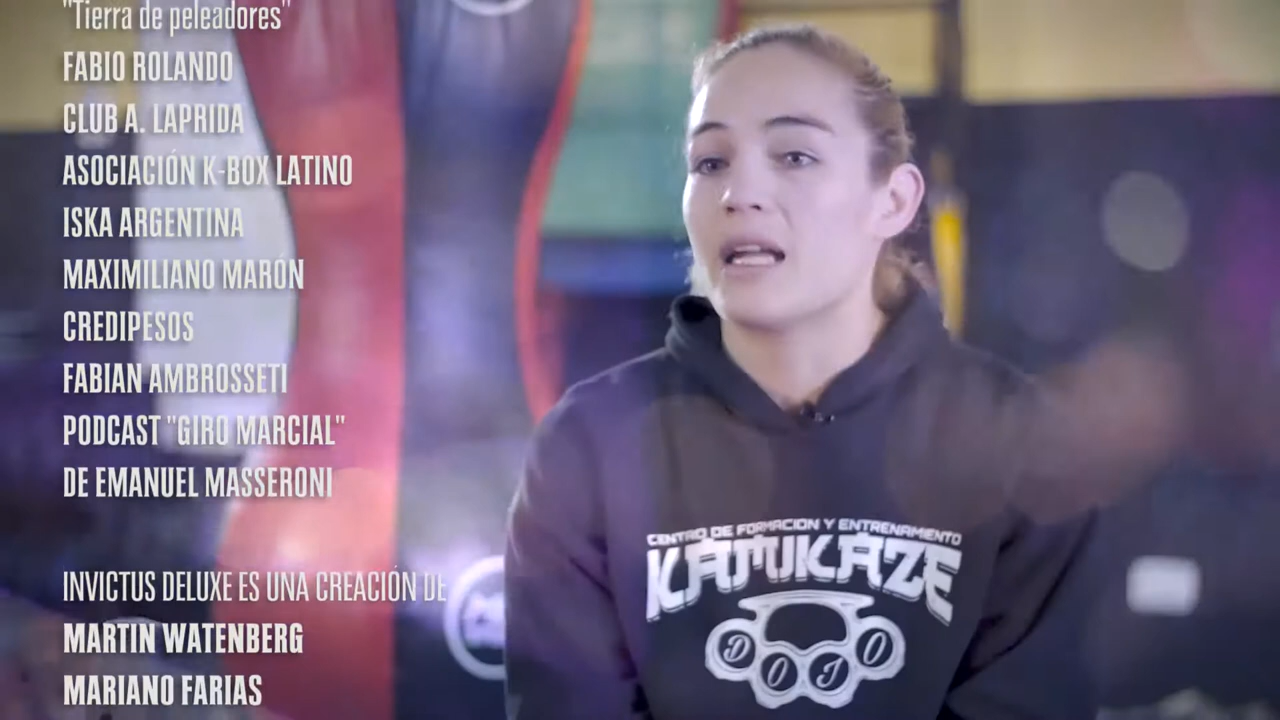 "Tierra de peleadores"
FABIO ROLANDO
CLUB A. LAPRIDA
ASOCIACIÓN K-BOX LATINO
ISKA ARGENTINA
MAXIMILIANO MARÓN
CREDIPESOS
FABIAN AMBROSSETI
PODCAST "GIRO MARCIAL"
DE EMANUEL MASSERONI
INVICTUS DELUXE ES UNA CREACIÓN DE
MARTIN WATENBERG
MARIANO FARIAS
CENTRO DE FORMACION Y ENTRENAMIENTO
KAMIKAZE
DOJO